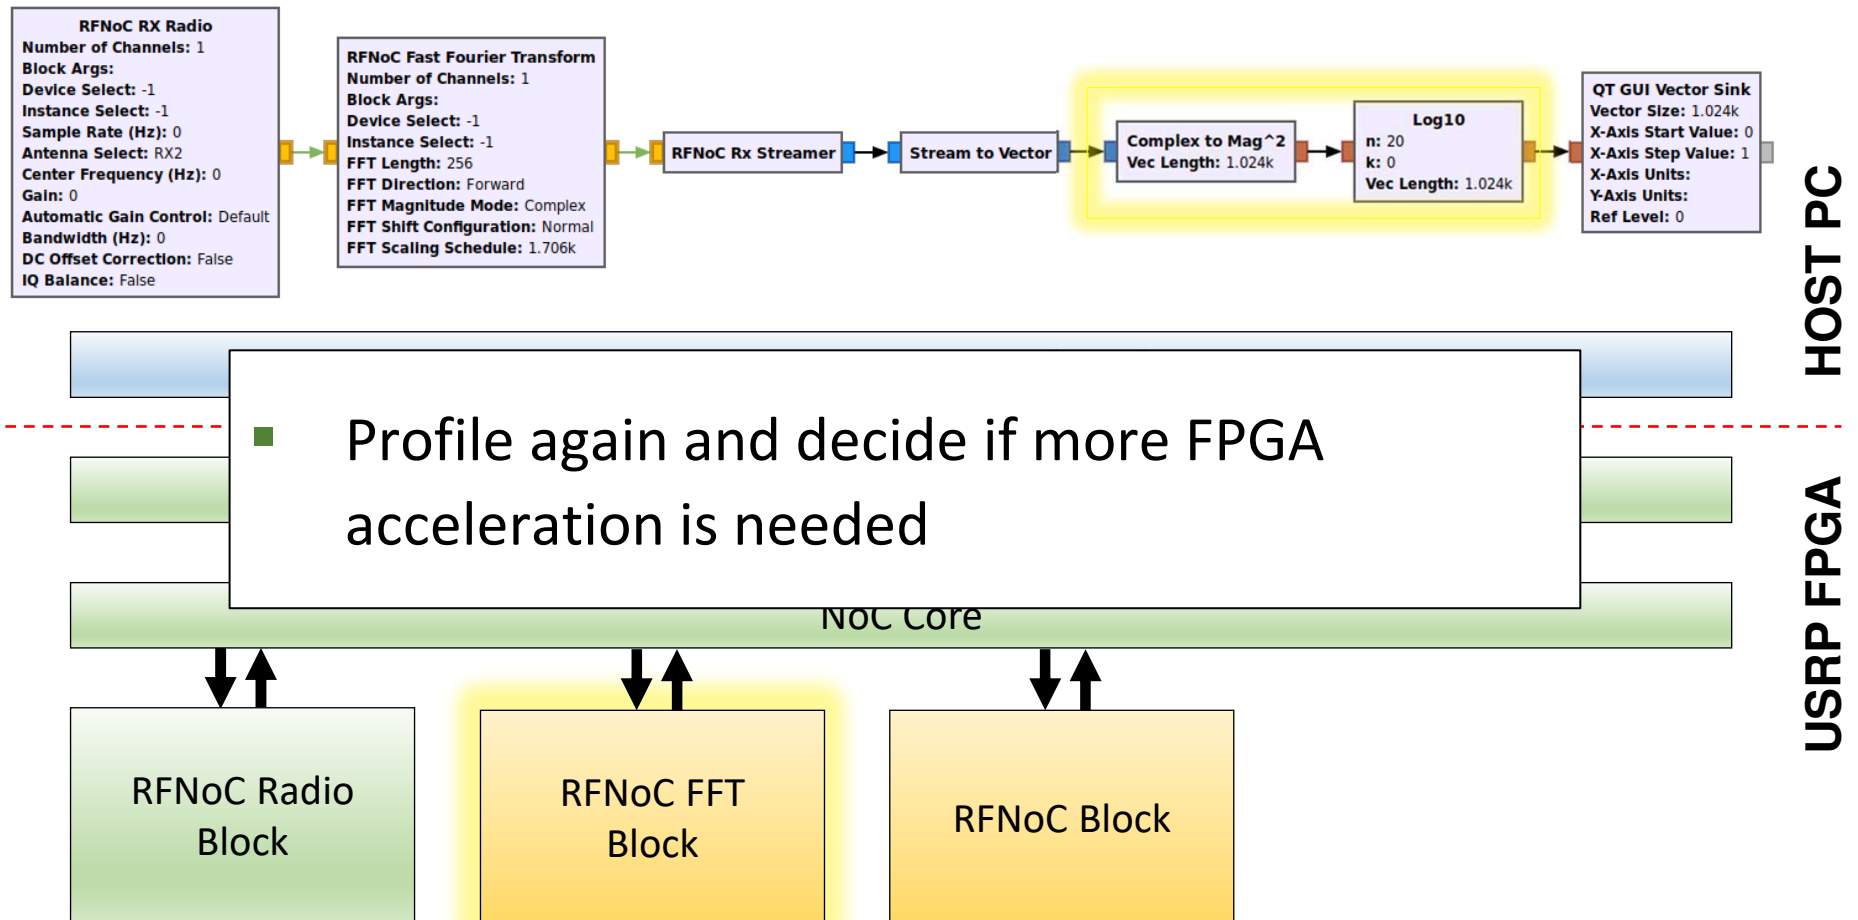 RFNoC RX Radio
Number of Channels: 1
Block Args:
Device Select: -1
Instance Select: -1
Sample Rate (Hz): 0
Antenna Select: RX2
Center Frequency (Hz): 0
Gain: 0
Automatic Gain Control: Default
Bandwidth (Hz): 0
DC Offset Correction: False
IQ Balance: False
RFNoC Fast Fourier Transform
Number of Channels: 1
Block Args:
Device Select: -1
Instance Select: -1
FFT Length: 256
FFT Direction: Forward
FFT Magnitude Mode: Complex
FFT Shift Configuration: Normal
FFT Scaling Schedule: 1.706k
RFNoC Rx Streamer
Stream to Vector
Complex to Mag^2
Vec Length: 1.024k
Log10
n: 20
k: 0
Vec Length: 1.024k
QT GUI Vector Sink
Vector Size: 1.024k
X-Axis Start Value: 0
X-Axis Step Value: 1
X-Axis Units:
Y-Axis Units:
Ref Level: 0
HOST PC
Profile again and decide if more FPGA
acceleration is needed
USRP FPGA
NoC Core
RFNoC Radio
Block
RFNoC FFT
Block
RFNoC Block